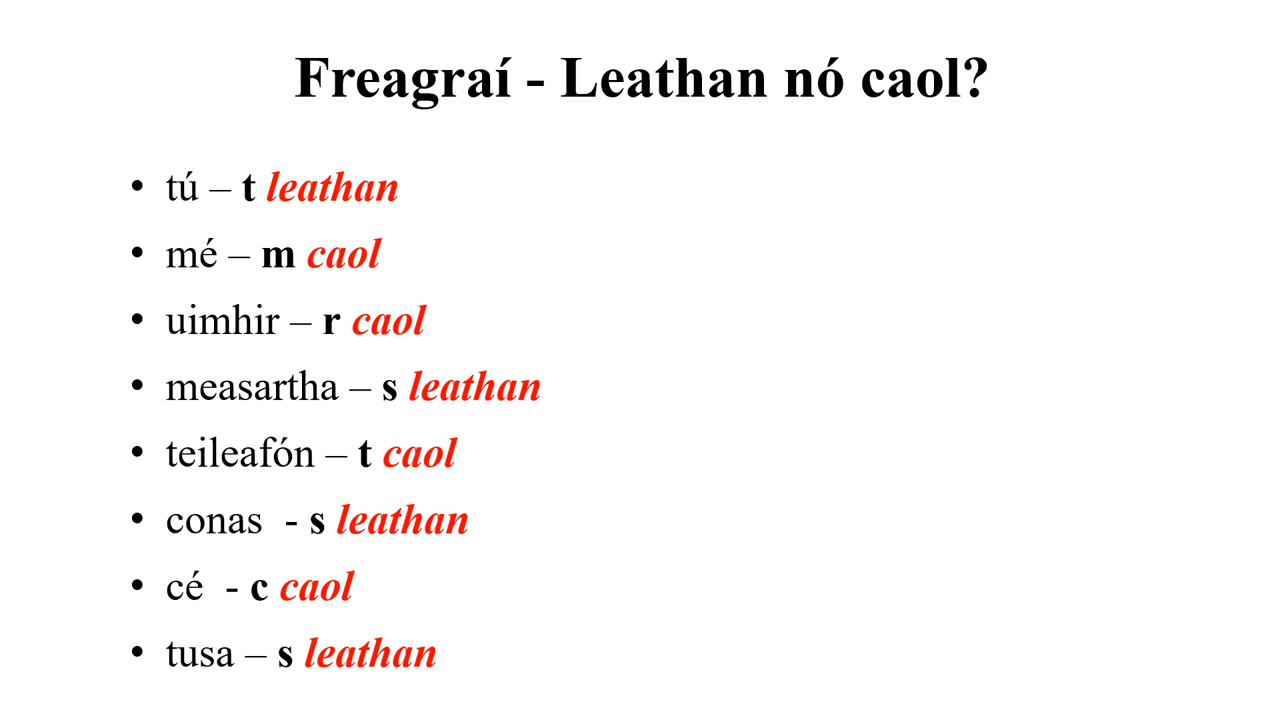 Freagraí - Leathan nó caol?
• tú – t leathan
• mé – m caol
• uimhir – r caol
• measartha – s leathan
• teileafón – t caol
• conas  - s leathan
• cé  - c caol
• tusa – s leathan